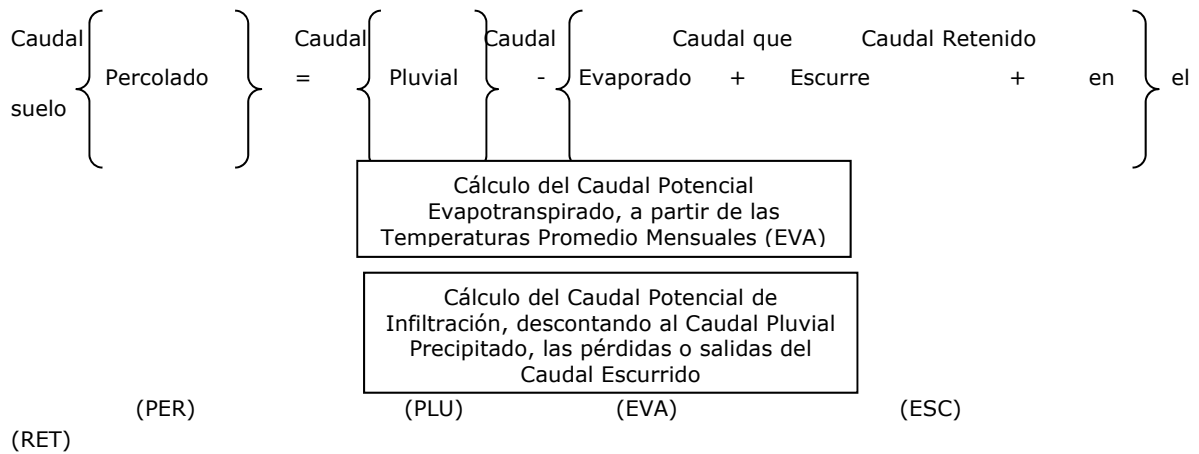 Caudal Caudal Caudal Caudal que Caudal Retenido
Percolado = Pluvial - Evaporado + Escurre + en el
suelo
Cálculo del Caudal Potencial
Evapotranspirado, a partir de las
Temperaturas Promedio Mensuales (EVA)
Cálculo del Caudal Potencial de
Infiltración, descontando al Caudal Pluvial
Precipitado, las pérdidas o salidas del
Caudal Escurrido
(PER) (PLU) (EVA) (ESC)
(RET)